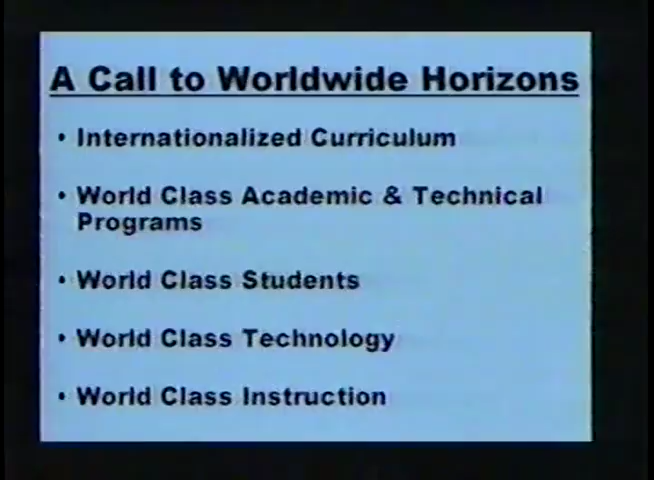 A Call to Worldwide Horizons
• Internationalized Curriculum
• World Class Academic & Technical
Programs
• World Class Students
• World Class Technology
• World Class Instruction